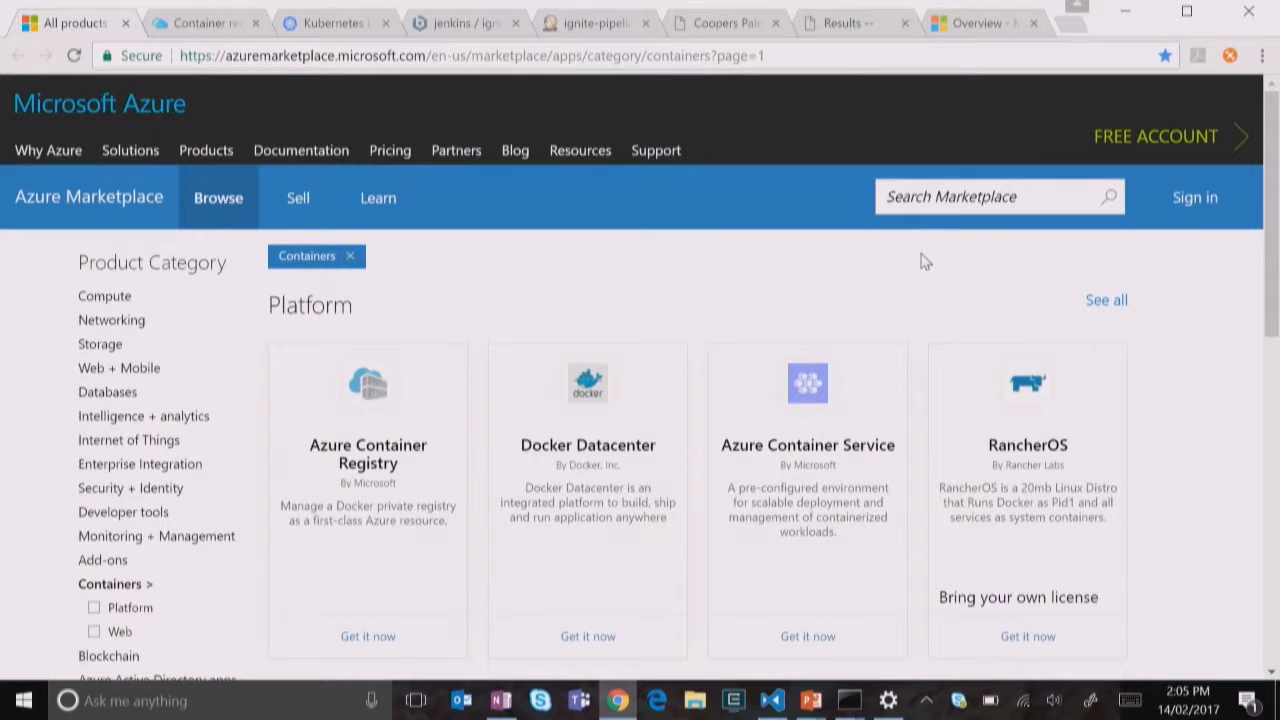 All products
Container re
Kubernetes
jenkins / ign
ignite-pipeli
Coopers Pale
Results --
Overview - M
Secure
https://azuremarketplace.microsoft.com/en-us/marketplace/apps/category/containers?page=1
Microsoft Azure
FREE ACCOUNT
Why Azure Solutions Products Documentation Pricing Partners Blog Resources Support
Azure Marketplace Browse Sell Learn Search Marketplace Sign in
Containers
Product Category
Compute
Networking
Storage
Web + Mobile
Databases
Intelligence + analytics
Internet of Things
Enterprise Integration
Security + Identity
Developer tools
Monitoring + Management
Add-ons
Containers >
Platform
Web
Blockchain
Azure Active Directory apps
Platform
See all
Azure Container
Registry
By Microsoft
Manage a Docker private registry
as a first-class Azure resource.
Get it now
docker
Docker Datacenter
By Docker, Inc.
Docker Datacenter is an
integrated platform to build, ship
and run application anywhere
Get it now
Azure Container Service
By Microsoft
A pre-configured environment
for scalable deployment and
management of containerized
workloads.
Get it now
RancherOS
By Rancher Labs
RancherOS is a 20mb Linux Distro
that Runs Docker as Pid1 and all
services as system containers.
Bring your own license
Get it now
Ask me anything
2:05 PM
14/02/2017
1